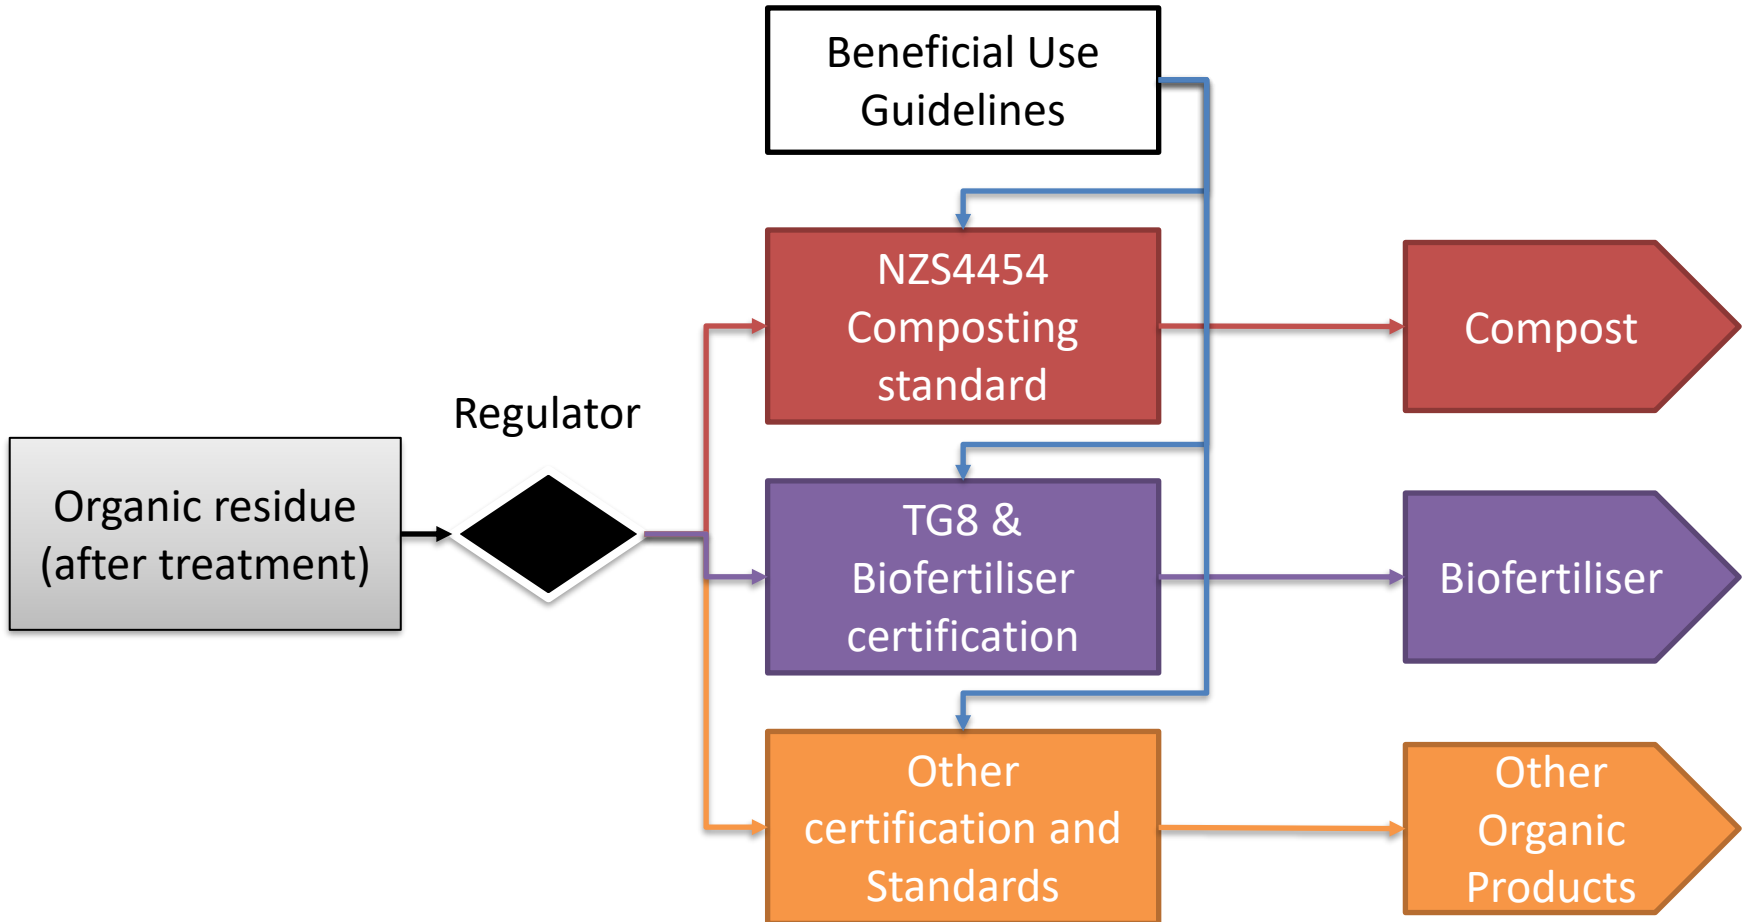 Beneficial Use
Guidelines
NZS4454
Composting
standard
Compost
Regulator
Organic residue
(after treatment)
TG8 &
Biofertiliser
certification
Biofertiliser
Other
certification and
Standards
Other
Organic
Products